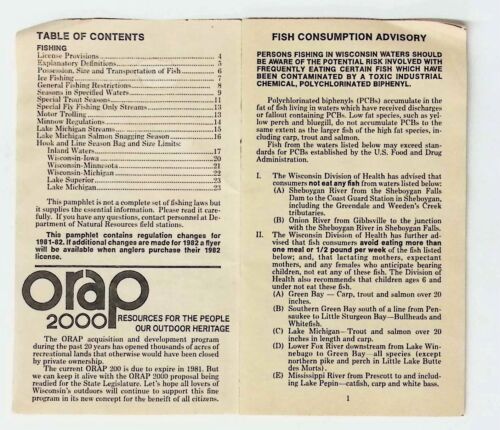 TABLE OF CONTENTS
FISHING
License Provisions 4
Explanatory Definitions 5
Possession, Size and Transportation of Fish 6
Ice Fishing 7
General Fishing Restrictions 8
Seasons in Specified Waters 9
Special Trout Seasons 11
Special Fly Fishing Only Streams 13
Motor Trolling 13
Minnow Regulations 14
Lake Michigan Streams 15
Lake Michigan Salmon Snagging Season 16
Hook and Line Season Bag and Size Limits:
Inland Waters 17
Wisconsin-Iowa 20
Wisconsin-Minnesota 21
Wisconsin-Michigan 22
Lake Superior 23
Lake Michigan 23
This pamphlet is not a complete set of fishing laws but it
supplies the essential information. Please read it care-
fully. If you have any questions, contact personnel at De-
partment of Natural Resources field stations.
This pamphlet contains regulation changes for
1981-82. If additional changes are made for 1982 a flyer
will be available when anglers purchase their 1982
license.
orap
2000
RESOURCES FOR THE PEOPLE
OUR OUTDOOR HERITAGE
The ORAP acquisition and development program
during the past 20 years has opened thousands of acres of
recreational lands that otherwise would have been closed
by private ownership.
The current ORAP 200 is due to expire in 1981. But
we can keep it alive with the ORAP 2000 proposal being
readied for the State Legislature. Let's hope all lovers of
Wisconsin's outdoors will continue to support this fine
program in its new concept for the benefit of all citizens.
FISH CONSUMPTION ADVISORY
PERSONS FISHING IN WISCONSIN WATERS SHOULD
BE AWARE OF THE POTENTIAL RISK INVOLVED WITH
FREQUENTLY EATING CERTAIN FISH WHICH HAVE
BEEN CONTAMINATED BY A TOXIC INDUSTRIAL
CHEMICAL, POLYCHLORINATED BIPHENYL.
Polychlorinated biphenyls (PCBs) accumulate in the
fat of fish living in waters which have received discharges
or fallout containing PCBs. Low fat species, such as yel-
low perch and bluegill, do not accumulate PCBs to the
same extent as the larger fish of the high fat species, in-
cluding carp, trout and salmon.
Fish from the waters listed below may exceed stan-
dards for PCBs established by the U.S. Food and Drug
Administration.
I. The Wisconsin Division of Health has advised that
consumers not eat any fish from waters listed below:
(A) Sheboygan River from the Sheboygan Falls
Dam to the Coast Guard Station in Sheboygan,
including the Greendale and Weeden's Creek
tributaries.
(B) Onion River from Gibbsville to the junction
with the Sheboygan River in Sheboygan Falls.
II. The Wisconsin Division of Health has further ad-
vised that fish consumers avoid eating more than
one meal or 1/2 pound per week of the fish listed
below; and, that lactating mothers, expectant
mothers, and any females who anticipate bearing
children, not eat any of these fish. The Division of
Health also recommends that children ages 6 and
under not eat these fish.
(A) Green Bay — Carp, trout and salmon over 20
inches.
(B) Southern Green Bay south of a line from Pen-
saukee to Little Sturgeon Bay—Bullheads and
Whitefish.
(C) Lake Michigan—Trout and salmon over 20
inches in length and carp.
(D) Lower Fox River downstream from Lake Win-
nebago to Green Bay—all species (except
northern pike and perch in Little Lake Butte
des Morts).
(E) Mississippi River from Prescott to and includ-
ing Lake Pepin—catfish, carp and white bass.
1